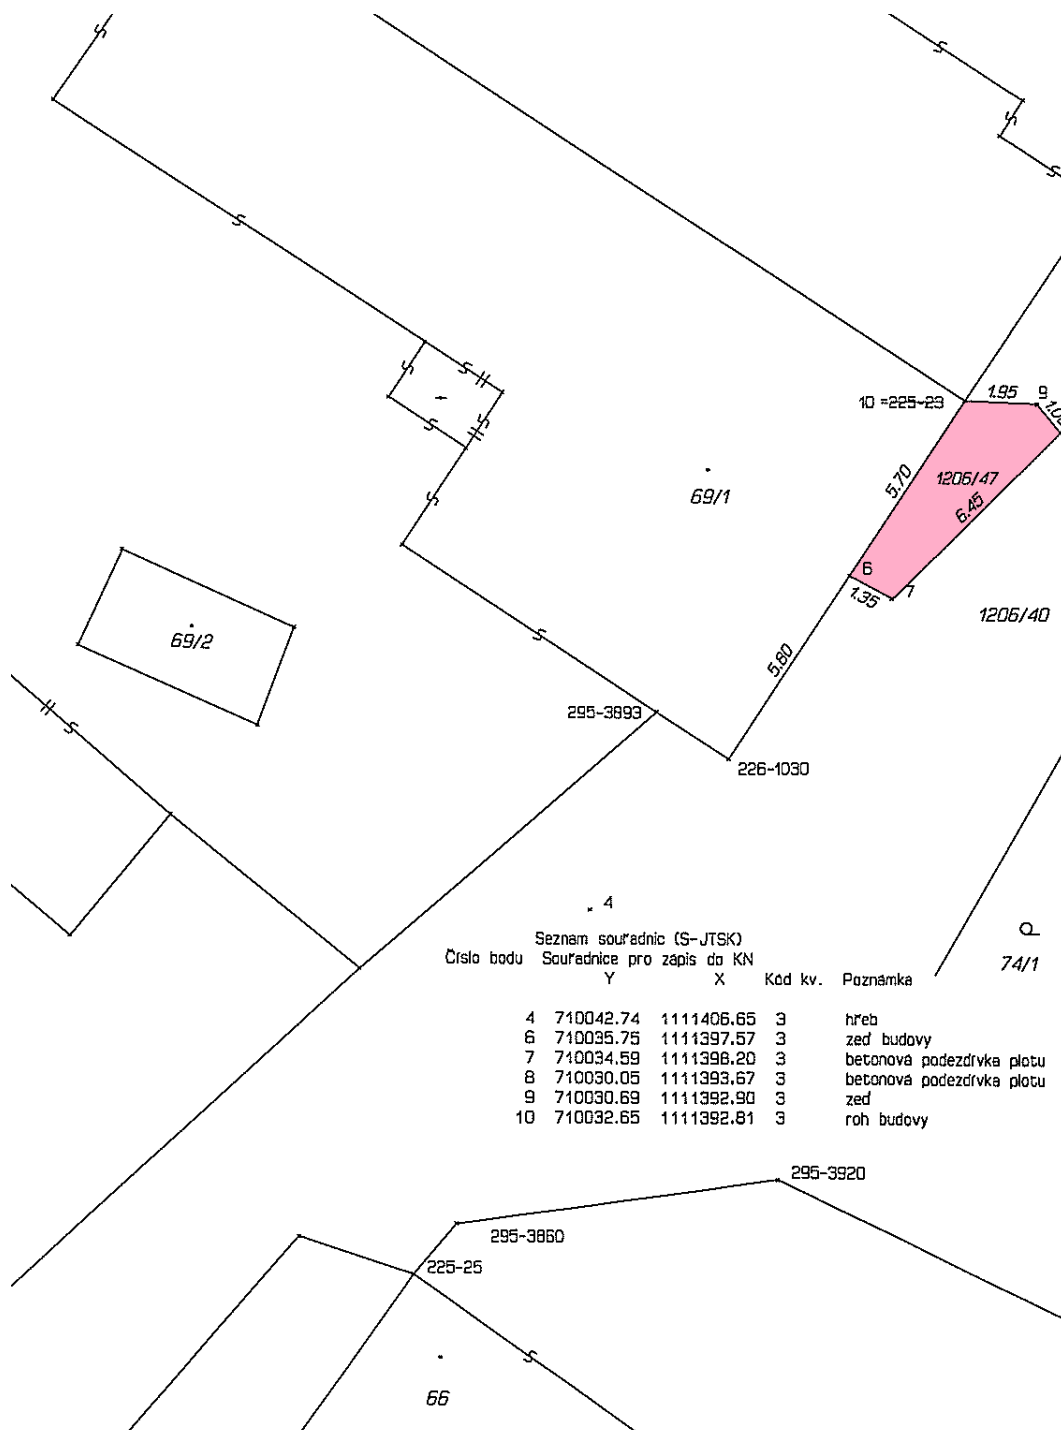 10 =225-23
1.95
9
1.0
5.70
1206/47
6.45
69/1
6
1.35
7
1206/40
69/2
5.80
295-3893
226-1030
4
Seznam souřadnic (S-JTSK)
Číslo bodu Souřadnice pro zápis do KN
Y X Kód kv. Poznámka
4 710042.74 1111406.65 3 hřeb
6 710035.75 1111397.57 3 zeď budovy
7 710034.59 1111398.20 3 betonová podezdívka plotu
8 710030.05 1111393.67 3 betonová podezdívka plotu
9 710030.69 1111392.90 3 zeď
10 710032.65 1111392.81 3 roh budovy
74/1
295-3920
295-3860
225-25
66